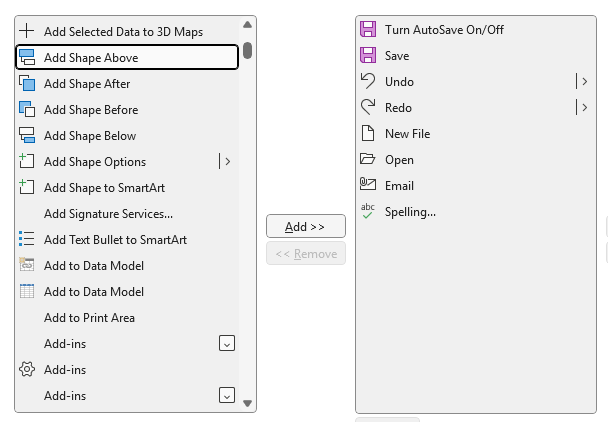 Add Selected Data to 3D Maps
Add Shape Above
Add Shape After
Add Shape Before
Add Shape Below
Add Shape Options
Add Shape to SmartArt
Add Signature Services...
Add Text Bullet to SmartArt
Add to Data Model
Add to Data Model
Add to Print Area
Add-ins
Add-ins
Add-ins
Add >>
<< Remove
Turn AutoSave On/Off
Save
Undo
Redo
New File
Open
Email
abc
Spelling...